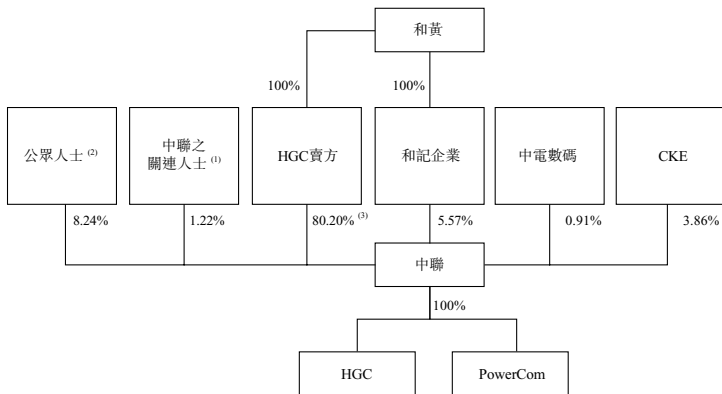 和黃
100%
100%
公眾人士 (2)
中聯之
關連人士 (1)
HGC賣方
和記企業
中電數碼
CKE
8.24%
1.22%
80.20% (3)
5.57%
0.91%
3.86%
中聯
100%
HGC
PowerCom